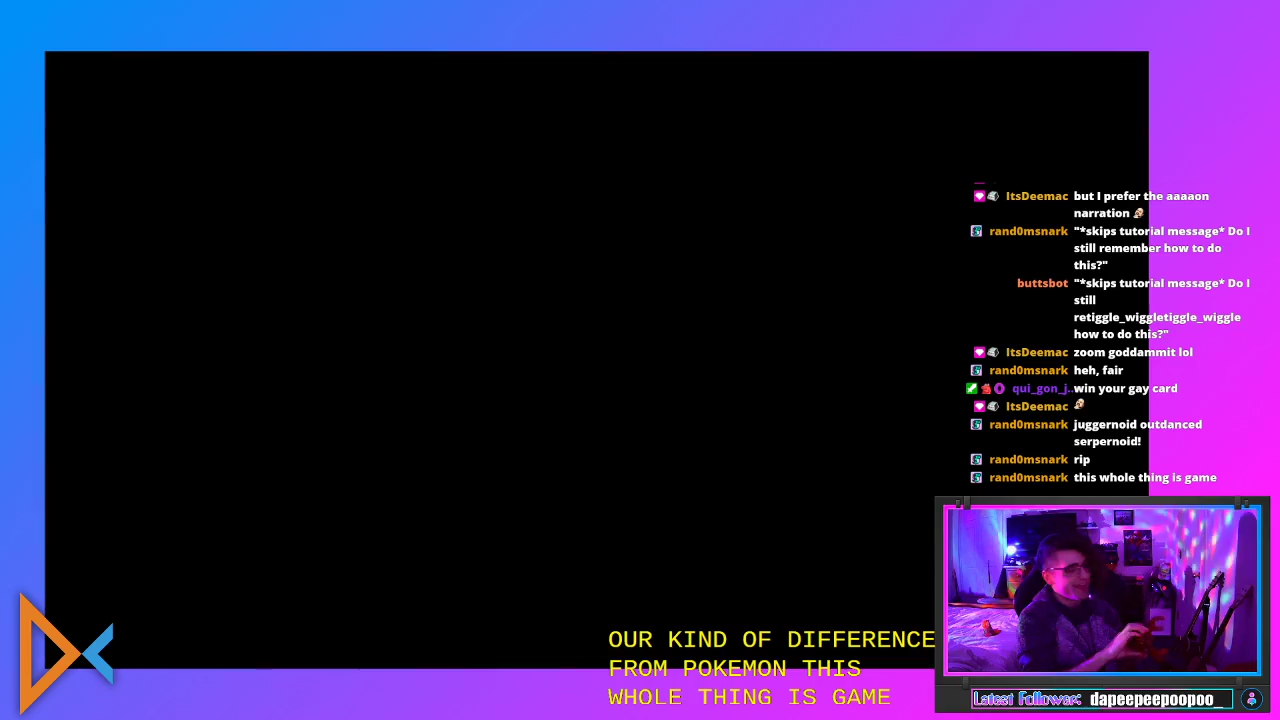 ItsDeemac but I prefer the aaaaon
narration
rand0msnark "*skips tutorial message* Do I
still remember how to do
this?"
buttsbot "*skips tutorial message* Do I
still
retiggle_wiggletiggle_wiggle
how to do this?"
ItsDeemac zoom goddammit lol
rand0msnark heh, fair
qui_gon_j.. win your gay card
ItsDeemac
rand0msnark juggernoid outdanced
serpernoid!
rand0msnark rip
rand0msnark this whole thing is game
OUR KIND OF DIFFERENCE
FROM POKEMON THIS
WHOLE THING IS GAME
Latest Follower: dapeepeepoopoo_